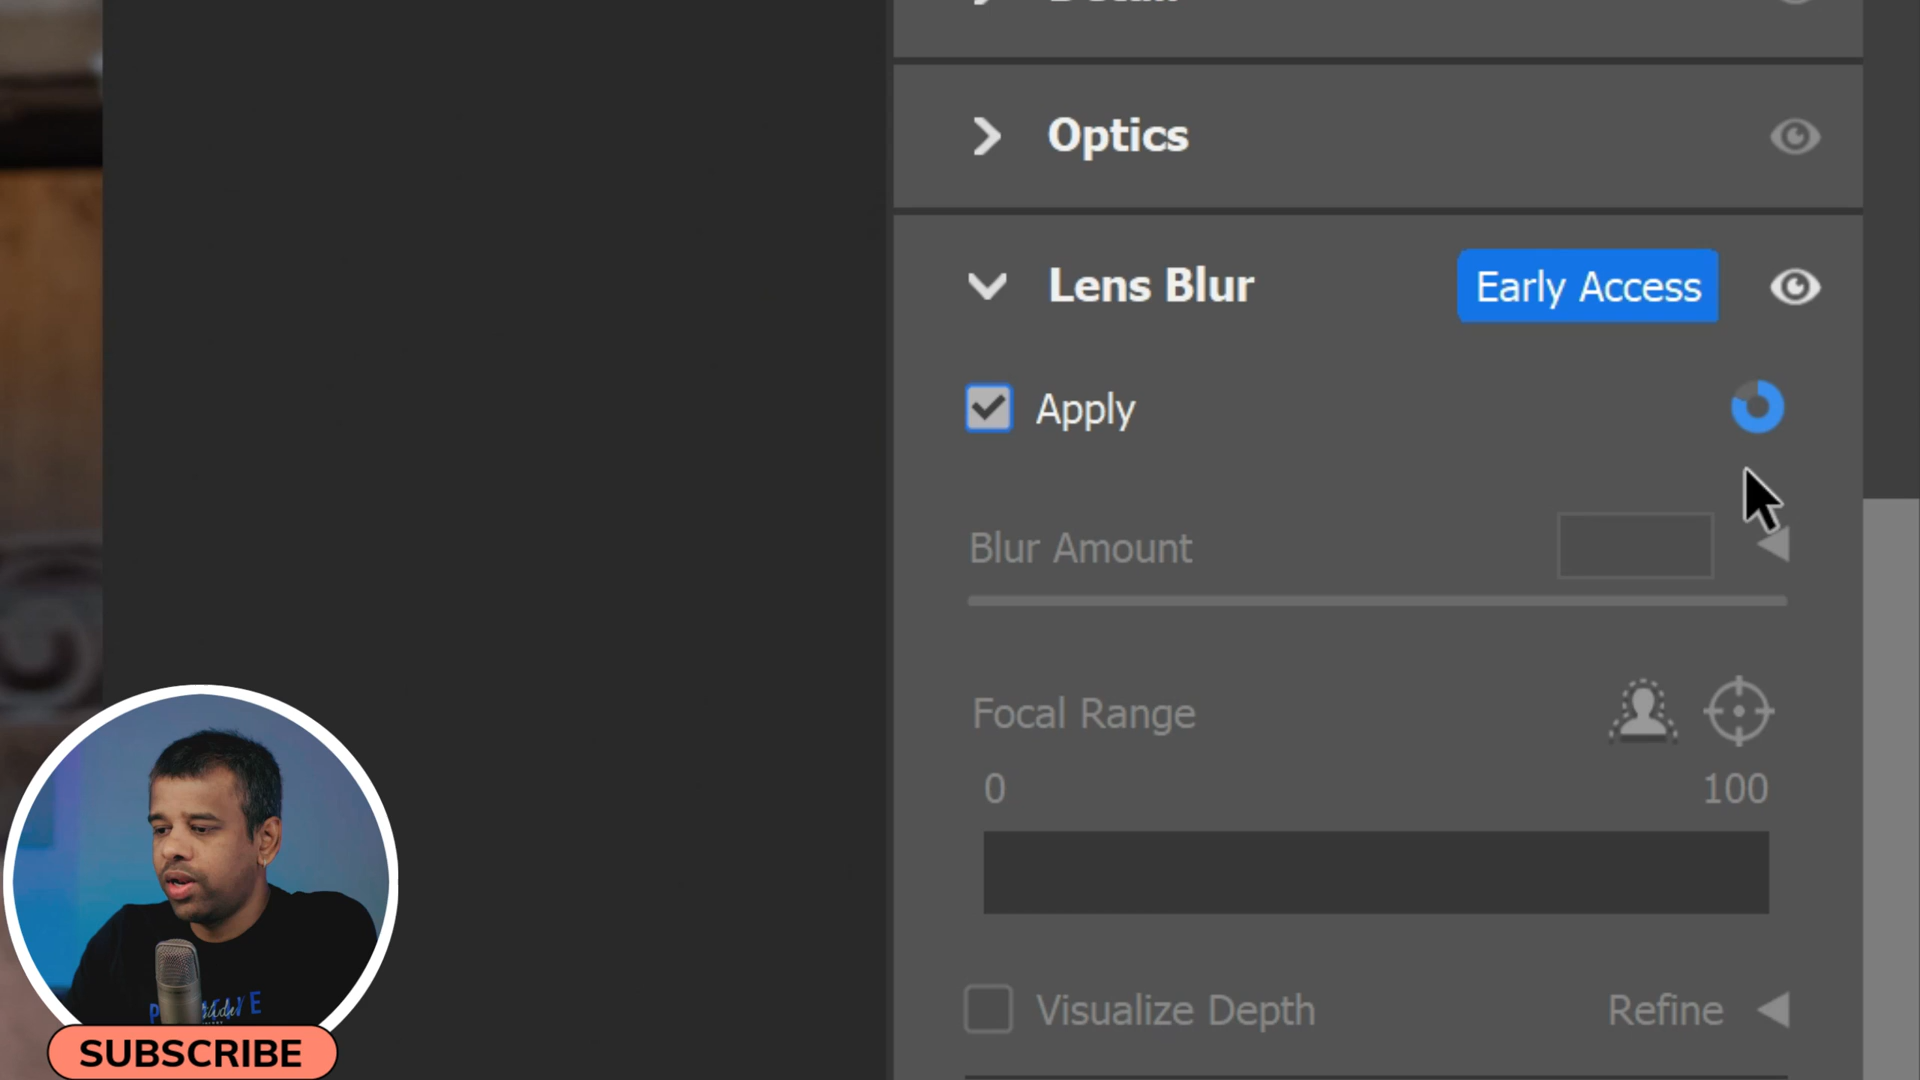 Optics
Lens Blur
Early Access
Apply
Blur Amount
Focal Range
0
100
Visualize Depth
Refine
SUBSCRIBE